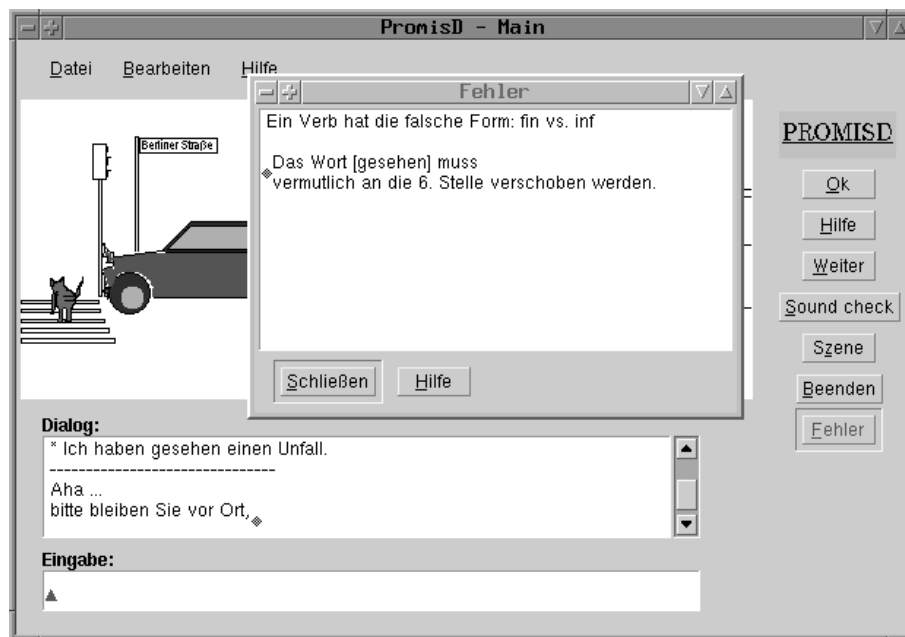 PromisD - Main
Datei Bearbeiten Hilfe
Berliner Straße
Fehler
Ein Verb hat die falsche Form: fin vs. inf
Das Wort [gesehen] muss
vermutlich an die 6. Stelle verschoben werden.
Schließen Hilfe
PROMISD
Ok
Hilfe
Weiter
Sound check
Szene
Beenden
Fehler
Dialog:
* Ich haben gesehen einen Unfall.
-------------------------------
Aha ...
bitte bleiben Sie vor Ort,
Eingabe: